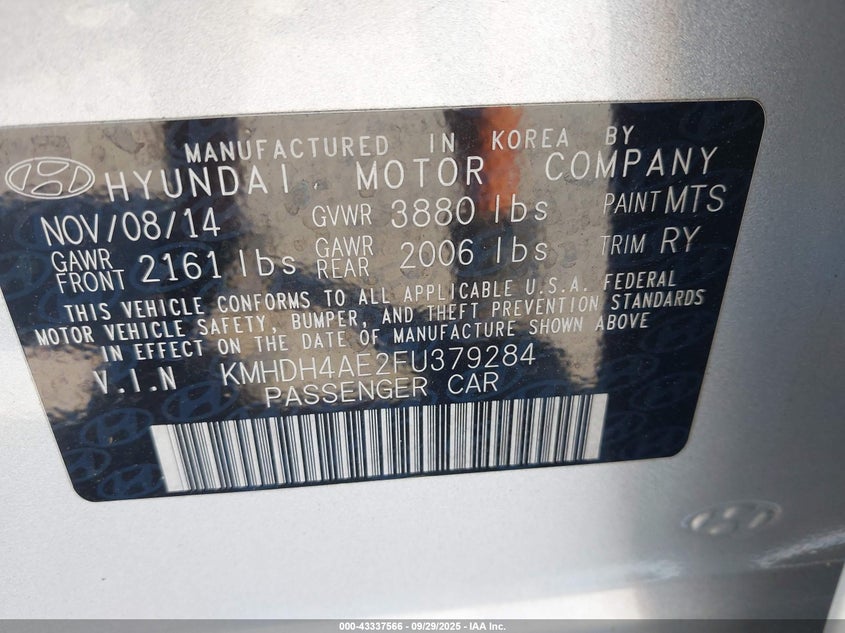 MANUFACTURED IN KOREA BY
HYUNDAI MOTOR COMPANY
NOV/08/14 GVWR 3880 lbs PAINT MTS
GAWR FRONT 2161 lbs GAWR REAR 2006 lbs TRIM RY
THIS VEHICLE CONFORMS TO ALL APPLICABLE U.S.A. FEDERAL
MOTOR VEHICLE SAFETY, BUMPER, AND THEFT PREVENTION STANDARDS
IN EFFECT ON THE DATE OF MANUFACTURE SHOWN ABOVE
V.I.N KMHDH4AE2FU379284
PASSENGER CAR
000-43337566 — 09/29/2025 — IAA Inc.